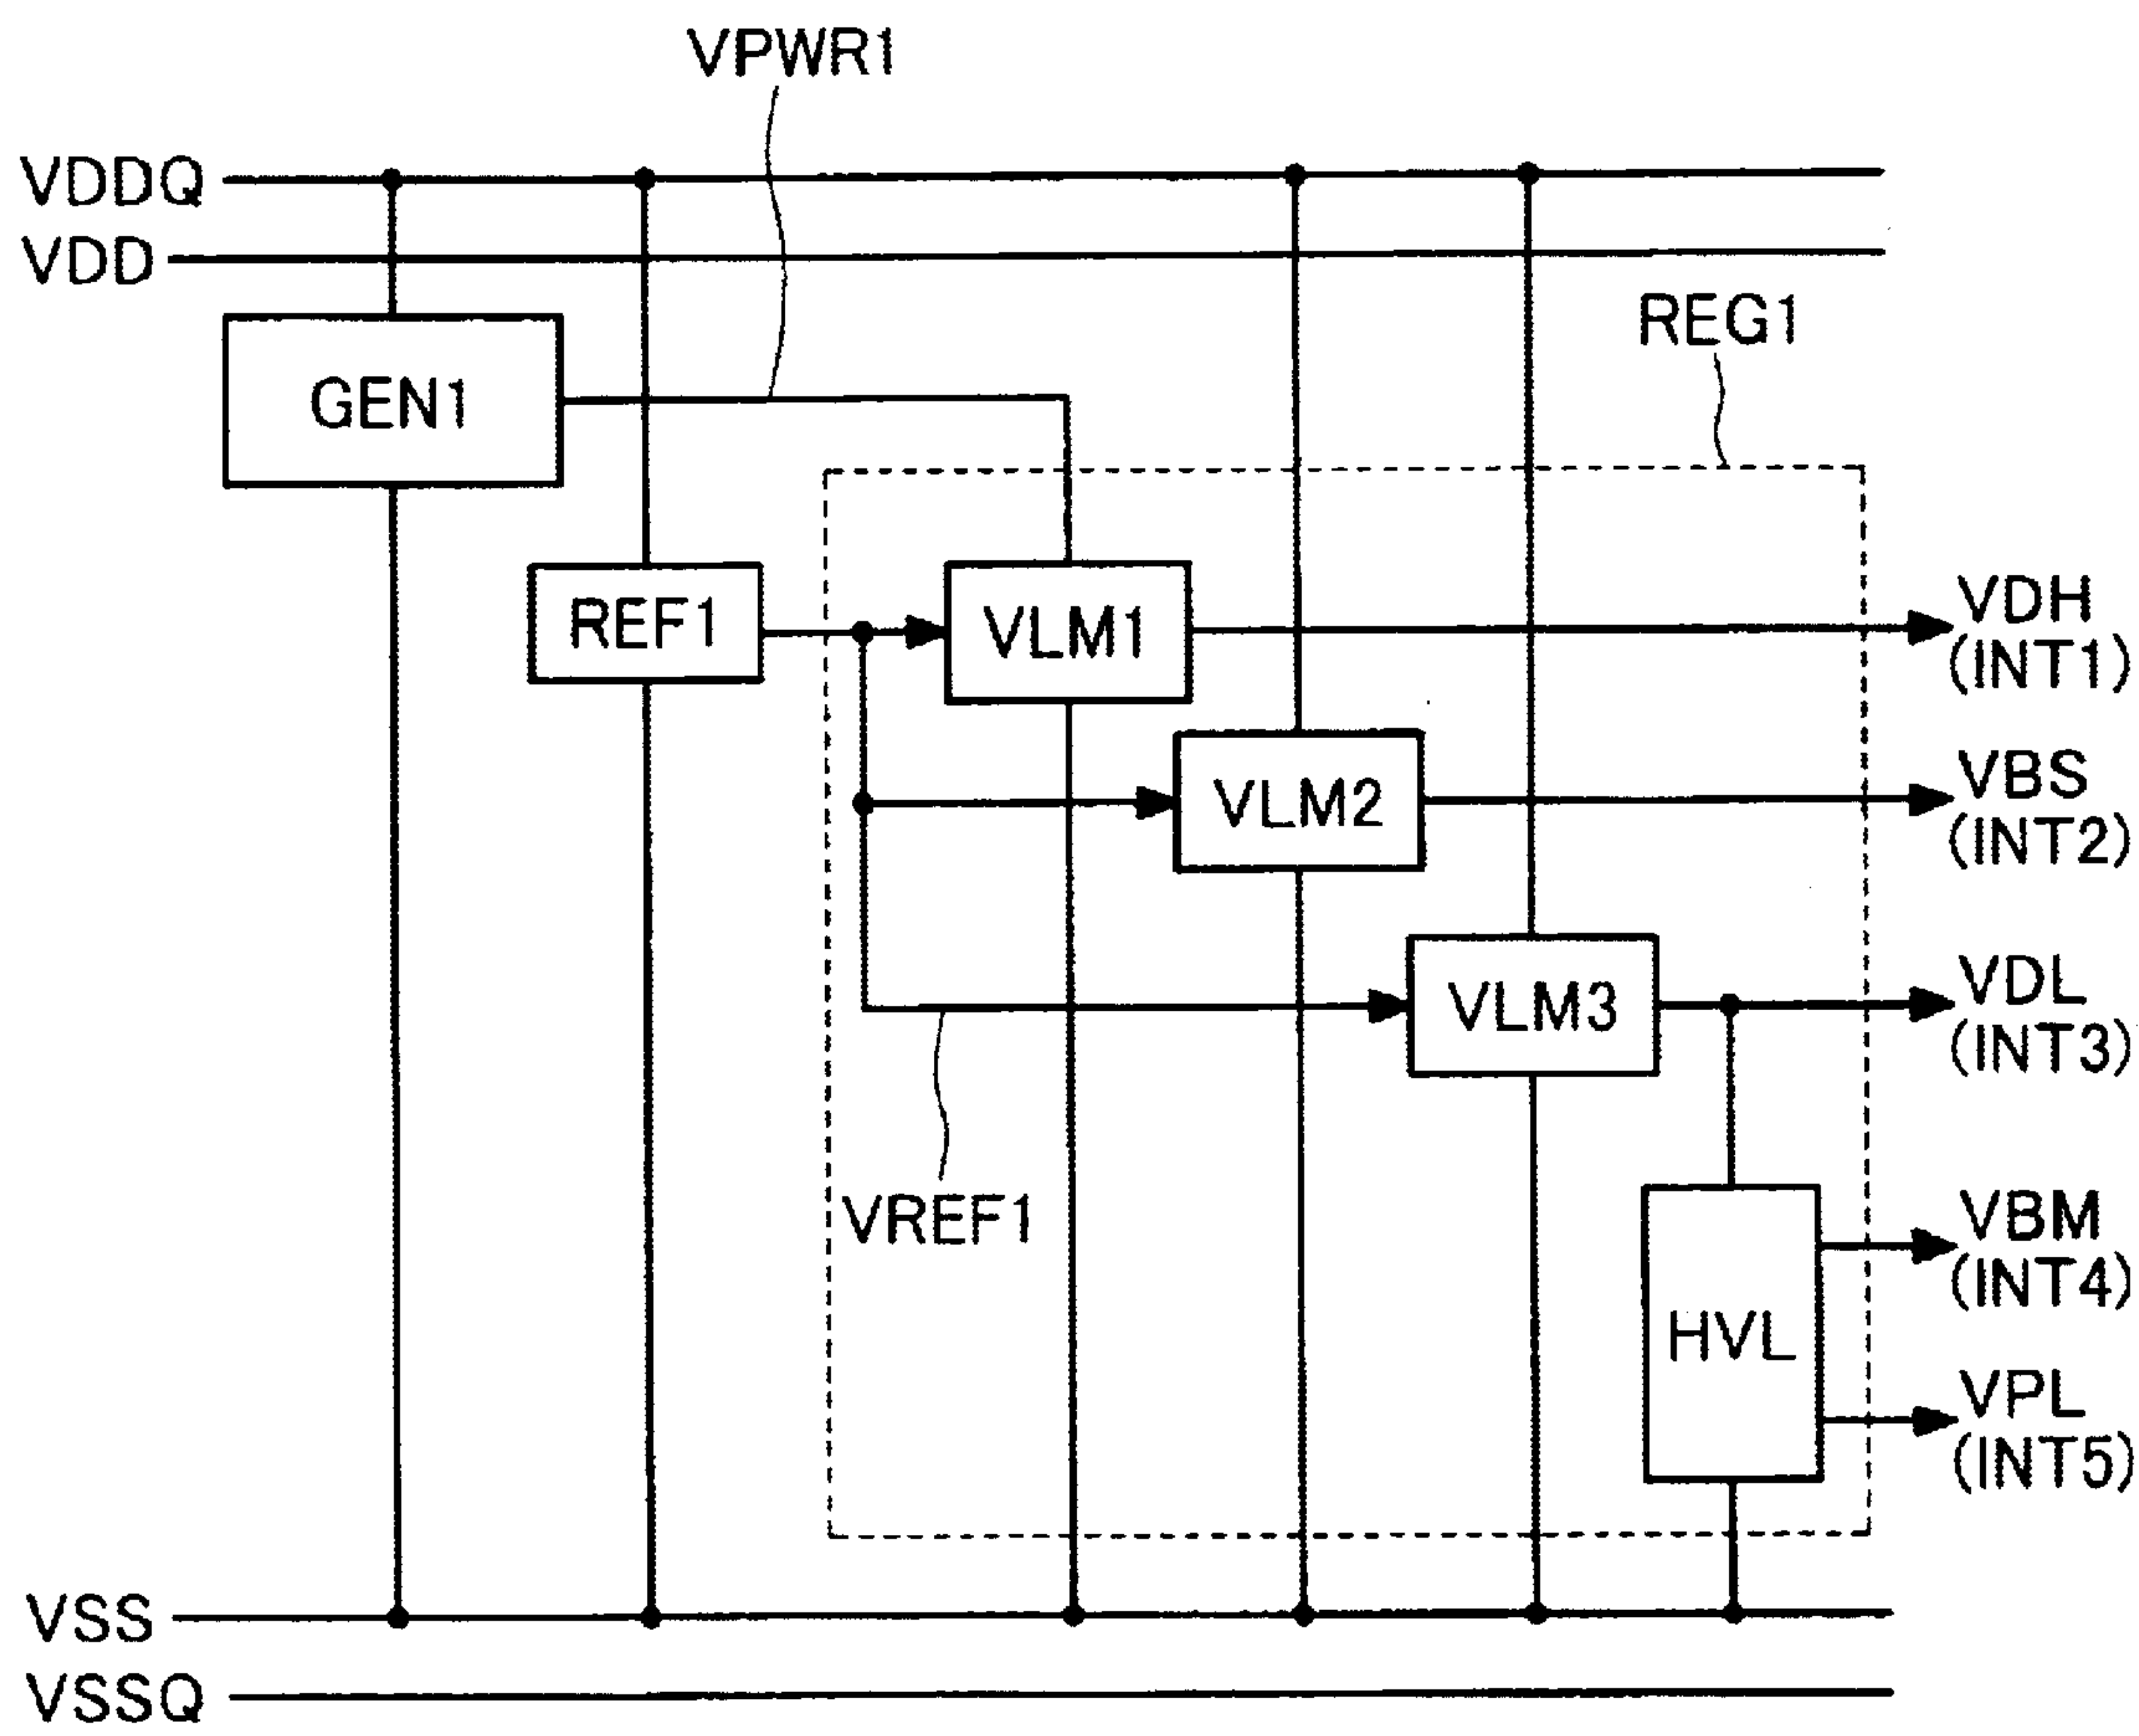 VPWR1
VDDQ
VDD
REG1
GEN1
REF1
VLM1
VDH
(INT1)
VLM2
VBS
(INT2)
VLM3
VDL
(INT3)
VREF1
VBM
(INT4)
HVL
VPL
(INT5)
VSS
VSSQ